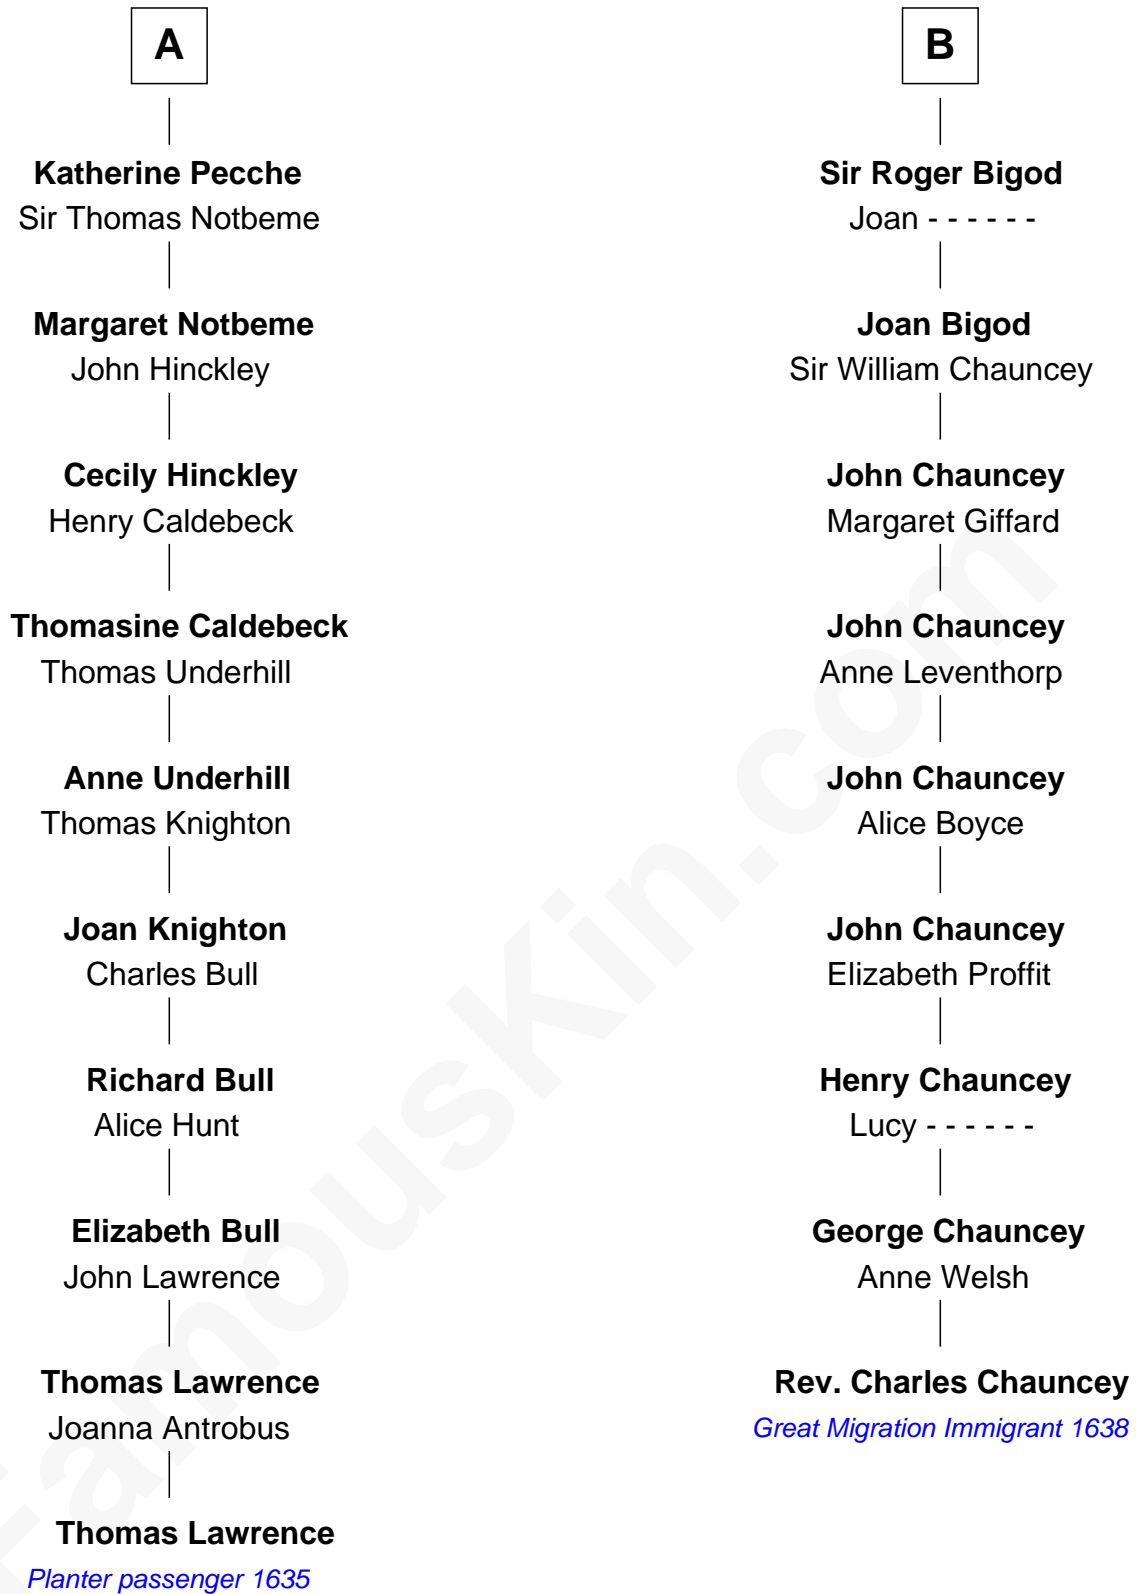 A
Katherine Pecche
Sir Thomas Notbeme
Margaret Notbeme
John Hinckley
Cecily Hinckley
Henry Caldebeck
Thomasine Caldebeck
Thomas Underhill
Anne Underhill
Thomas Knighton
Joan Knighton
Charles Bull
Richard Bull
Alice Hunt
Elizabeth Bull
John Lawrence
Thomas Lawrence
Joanna Antrobus
Thomas Lawrence
Planter passenger 1635
B
Sir Roger Bigod
Joan - - - - - -
Joan Bigod
Sir William Chauncey
John Chauncey
Margaret Giffard
John Chauncey
Anne Leventhorp
John Chauncey
Alice Boyce
John Chauncey
Elizabeth Proffit
Henry Chauncey
Lucy - - - - - -
George Chauncey
Anne Welsh
Rev. Charles Chauncey
Great Migration Immigrant 1638
FamousKin.com